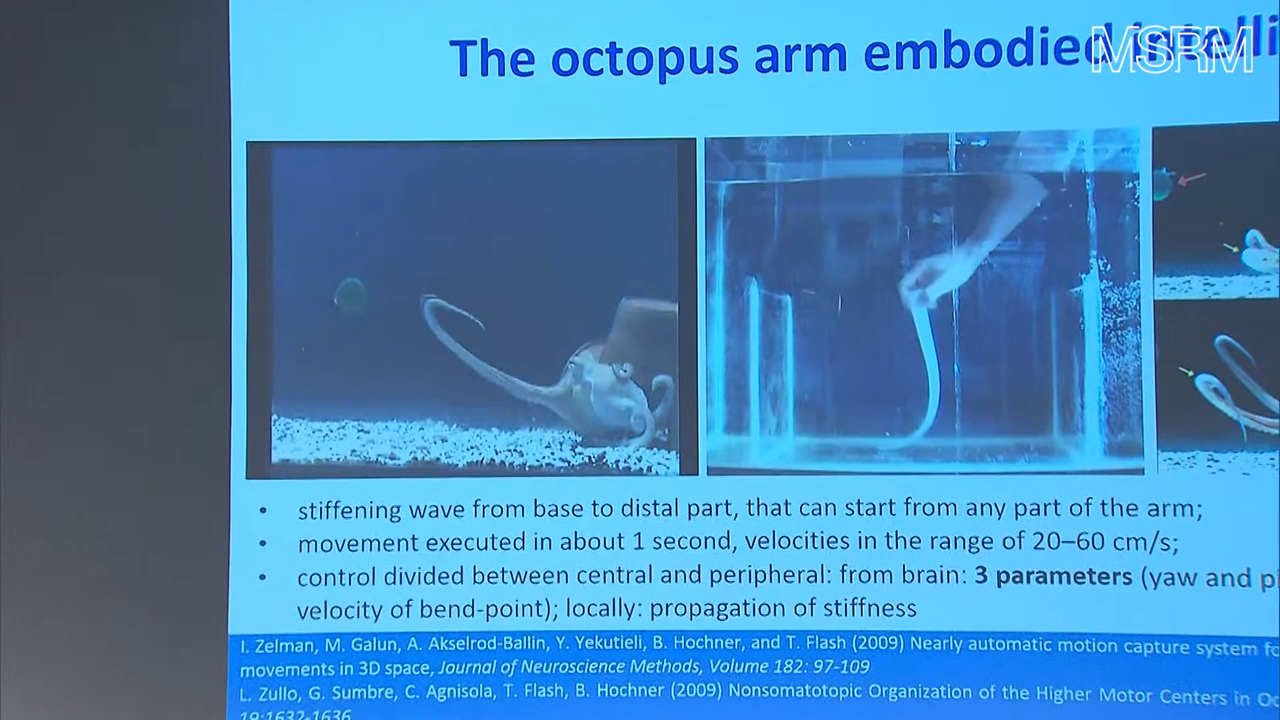 The octopus arm embodied
MSRM
• stiffening wave from base to distal part, that can start from any part of the arm;
• movement executed in about 1 second, velocities in the range of 20–60 cm/s;
• control divided between central and peripheral: from brain: 3 parameters (yaw and
velocity of bend-point); locally: propagation of stiffness
I. Zelman, M. Galun, A. Akselrod-Ballin, Y. Yekutieli, B. Hochner, and T. Flash (2009) Nearly automatic motion capture system
movements in 3D space, Journal of Neuroscience Methods, Volume 182: 97-109
L. Zullo, G. Sumbre, C. Agnisola, T. Flash, B. Hochner (2009) Nonsomatotopic Organization of the Higher Motor Centers in
19:1632-1636